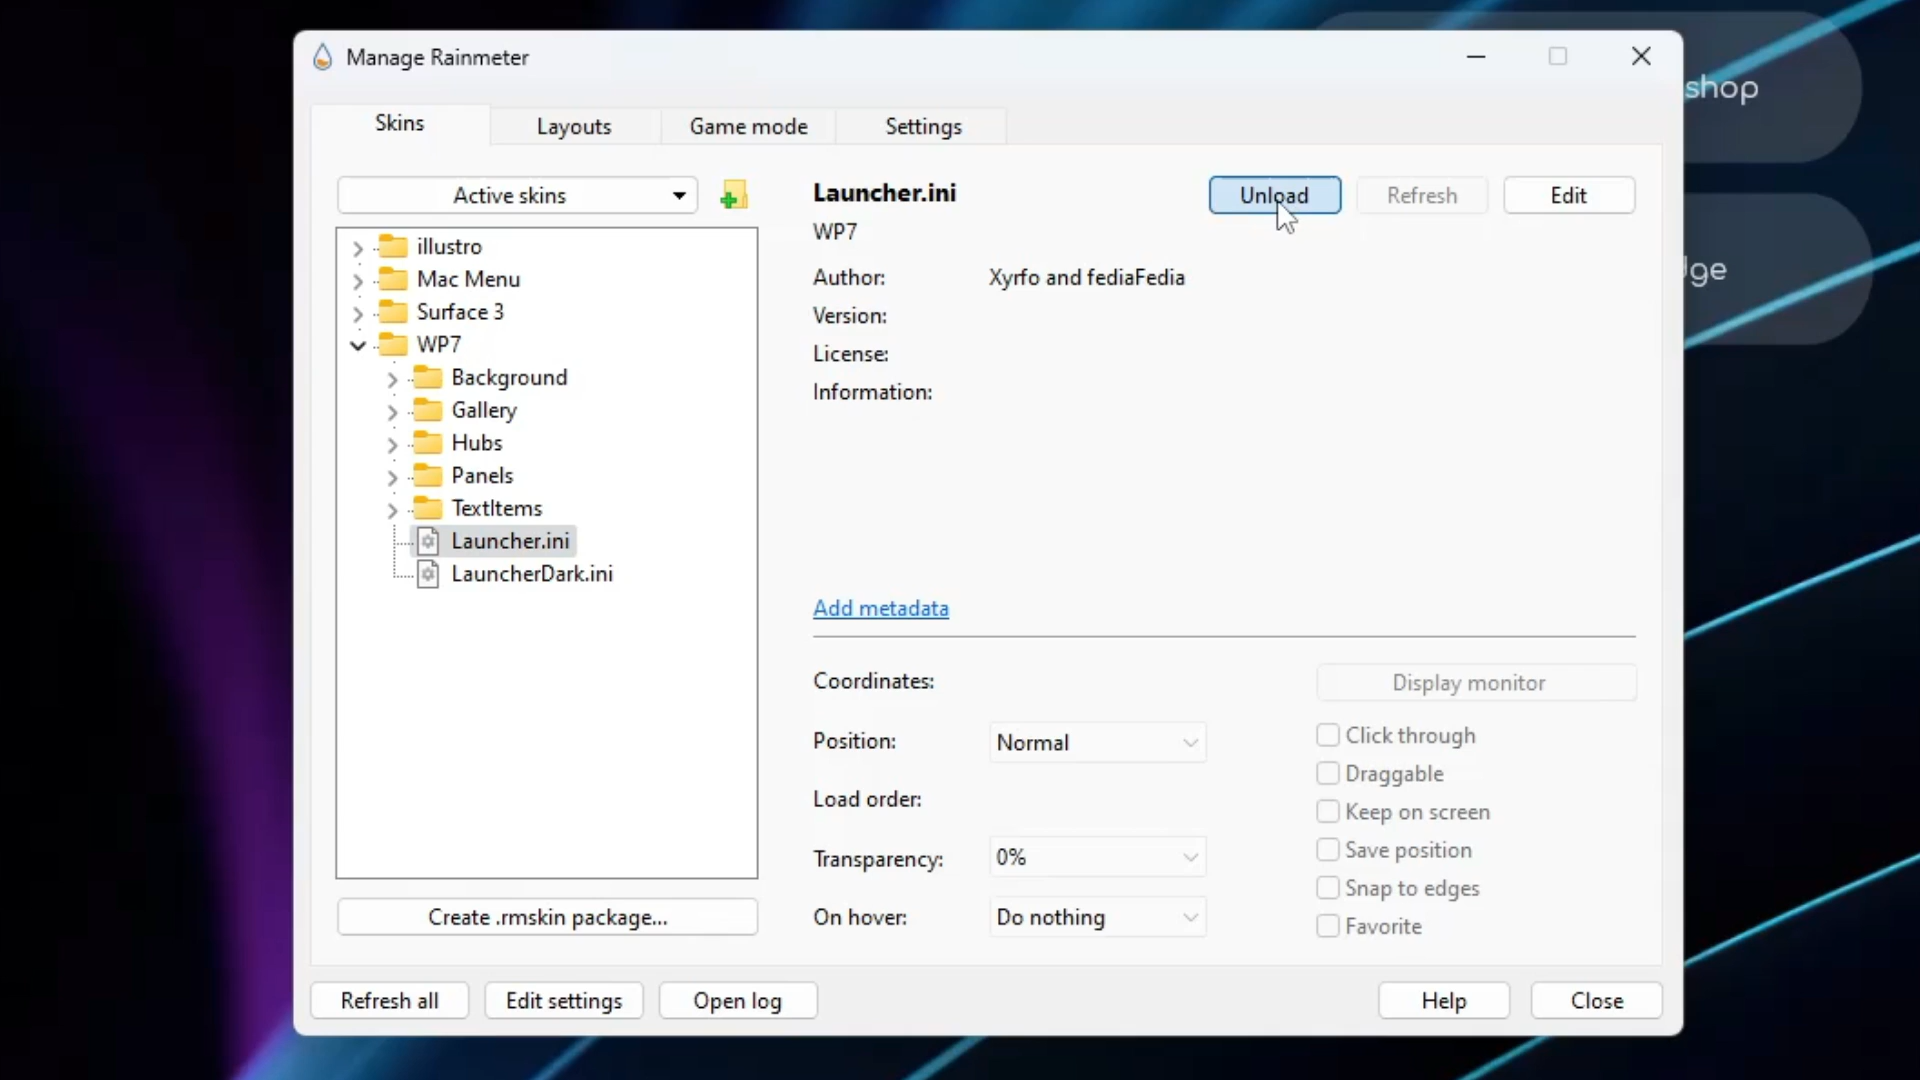 Manage Rainmeter
shop
Skins
Layouts
Game mode
Settings
Active skins
Launcher.ini
Unload
Refresh
Edit
WP7
illustro
Mac Menu
Surface 3
WP7
Background
Gallery
Hubs
Panels
TextItems
Launcher.ini
LauncherDark.ini
Author: Xyrfo and fediaFedia
Version:
License:
Information:
Add metadata
Coordinates:
Display monitor
Position: Normal
Click through
Draggable
Load order:
Keep on screen
Transparency: 0%
Save position
Snap to edges
On hover: Do nothing
Favorite
Create .rmskin package...
Refresh all
Edit settings
Open log
Help
Close